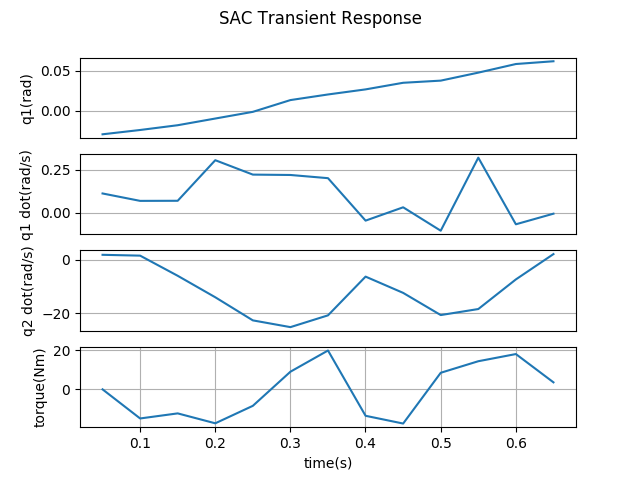 SAC Transient Response
q1(rad)
0.05
0.00
q1 dot(rad/s)
0.25
0.00
q2 dot(rad/s)
0
−20
torque(Nm)
20
0
0.1 0.2 0.3 0.4 0.5 0.6
time(s)